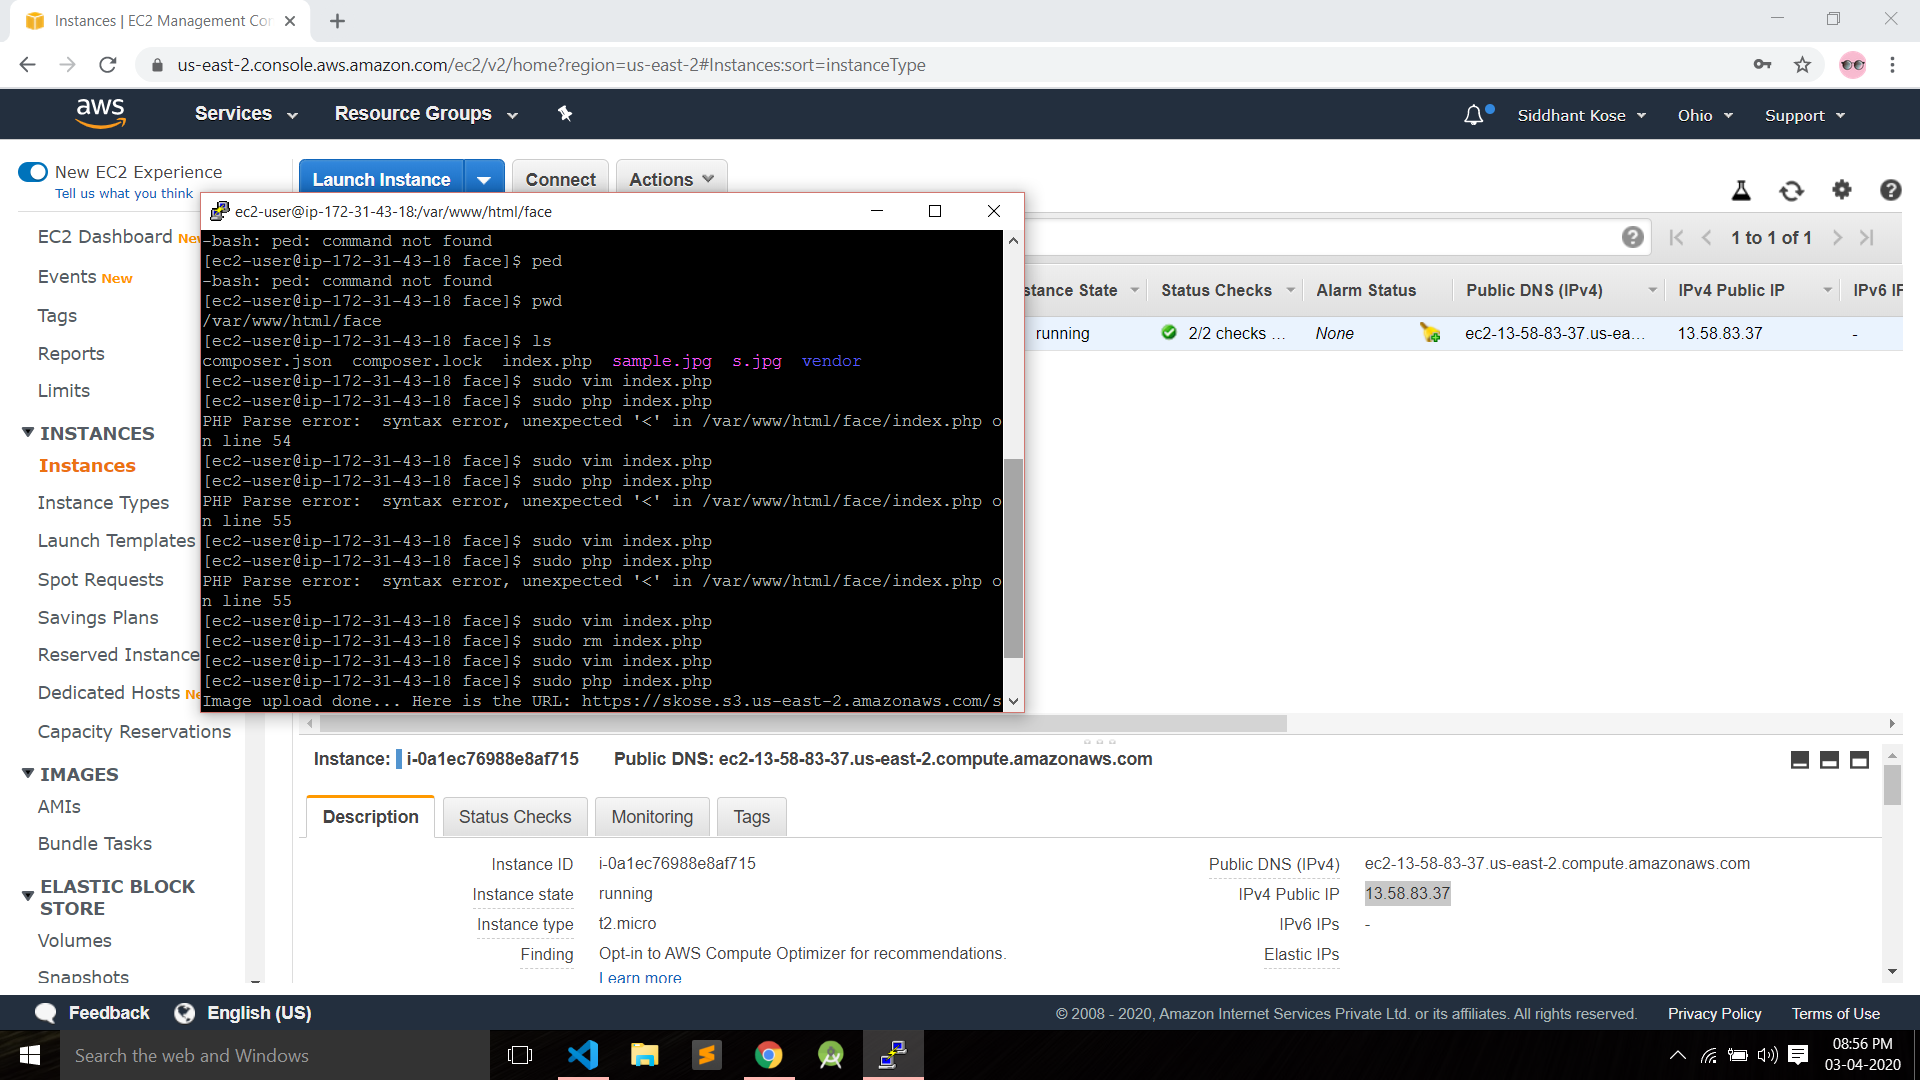 Instances | EC2 Management Con
us-east-2.console.aws.amazon.com/ec2/v2/home?region=us-east-2#Instances:sort=instanceType
aws
Services
Resource Groups
Siddhant Kose
Ohio
Support
New EC2 Experience
Tell us what you think
Launch Instance
Connect
Actions
EC2 Dashboard New
Events New
Tags
Reports
Limits
INSTANCES
Instances
Instance Types
Launch Templates
Spot Requests
Savings Plans
Reserved Instance
Dedicated Hosts Ne
Capacity Reservations
IMAGES
AMIs
Bundle Tasks
ELASTIC BLOCK
STORE
Volumes
Snapshots
ec2-user@ip-172-31-43-18:/var/www/html/face
-bash: ped: command not found
[ec2-user@ip-172-31-43-18 face]$ ped
-bash: ped: command not found
[ec2-user@ip-172-31-43-18 face]$ pwd
/var/www/html/face
[ec2-user@ip-172-31-43-18 face]$ ls
composer.json composer.lock index.php sample.jpg s.jpg vendor
[ec2-user@ip-172-31-43-18 face]$ sudo vim index.php
[ec2-user@ip-172-31-43-18 face]$ sudo php index.php
PHP Parse error:  syntax error, unexpected '<' in /var/www/html/face/index.php o
n line 54
[ec2-user@ip-172-31-43-18 face]$ sudo vim index.php
[ec2-user@ip-172-31-43-18 face]$ sudo php index.php
PHP Parse error:  syntax error, unexpected '<' in /var/www/html/face/index.php o
n line 55
[ec2-user@ip-172-31-43-18 face]$ sudo vim index.php
[ec2-user@ip-172-31-43-18 face]$ sudo php index.php
PHP Parse error:  syntax error, unexpected '<' in /var/www/html/face/index.php o
n line 55
[ec2-user@ip-172-31-43-18 face]$ sudo vim index.php
[ec2-user@ip-172-31-43-18 face]$ sudo rm index.php
[ec2-user@ip-172-31-43-18 face]$ sudo vim index.php
[ec2-user@ip-172-31-43-18 face]$ sudo php index.php
Image upload done... Here is the URL: https://skose.s3.us-east-2.amazonaws.com/s
1 to 1 of 1
stance State
Status Checks
Alarm Status
Public DNS (IPv4)
IPv4 Public IP
IPv6 IP
running
2/2 checks ...
None
ec2-13-58-83-37.us-ea...
13.58.83.37
-
Instance: i-0a1ec76988e8af715 Public DNS: ec2-13-58-83-37.us-east-2.compute.amazonaws.com
Description
Status Checks
Monitoring
Tags
Instance ID i-0a1ec76988e8af715
Instance state running
Instance type t2.micro
Finding Opt-in to AWS Compute Optimizer for recommendations.
Learn more
Public DNS (IPv4) ec2-13-58-83-37.us-east-2.compute.amazonaws.com
IPv4 Public IP 13.58.83.37
IPv6 IPs -
Elastic IPs
Feedback
English (US)
© 2008 - 2020, Amazon Internet Services Private Ltd. or its affiliates. All rights reserved.
Privacy Policy
Terms of Use
Search the web and Windows
08:56 PM
03-04-2020